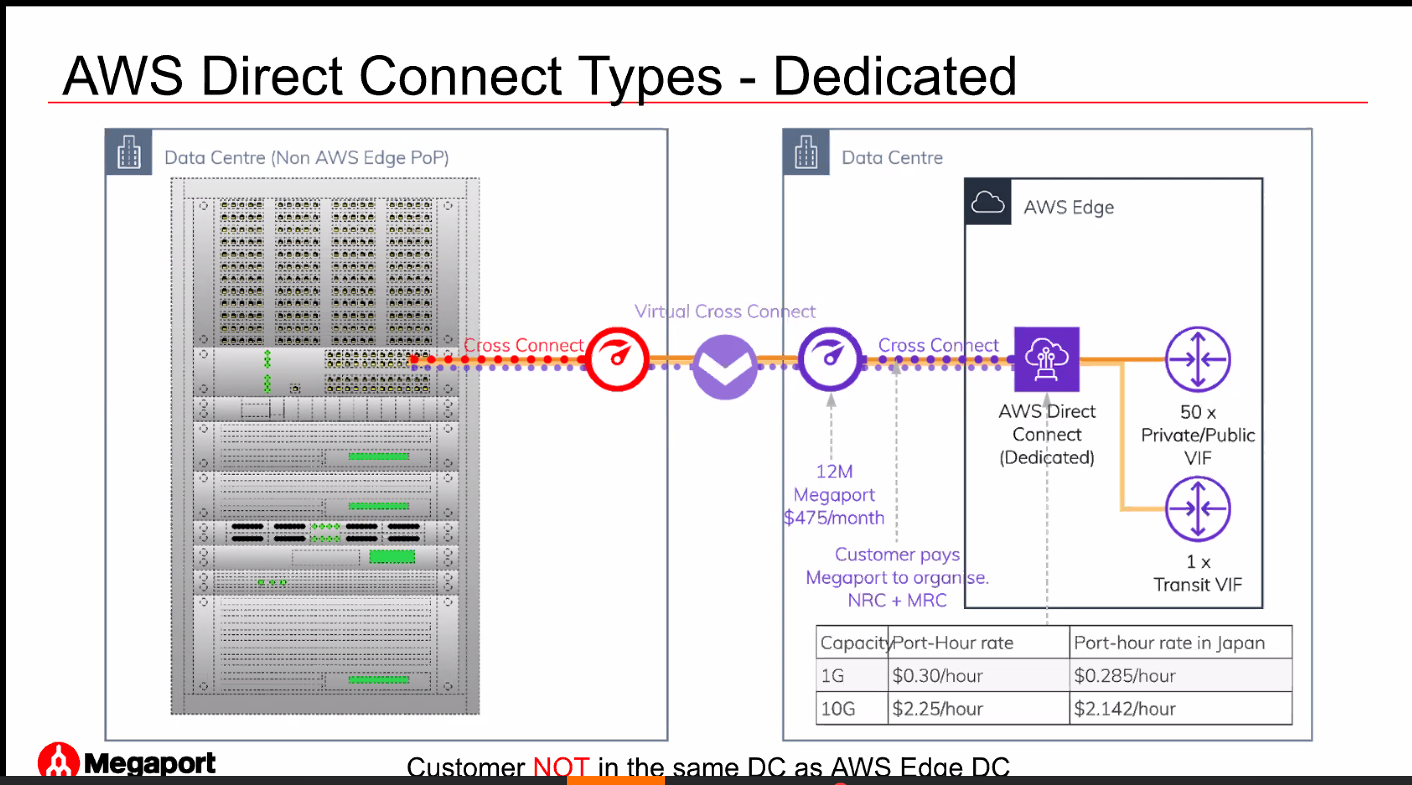 AWS Direct Connect Types - Dedicated
Data Centre (Non AWS Edge PoP)
Data Centre
AWS Edge
Virtual Cross Connect
Cross Connect
Cross Connect
AWS Direct
Connect
(Dedicated)
50 x
Private/Public
VIF
12M
Megaport
$475/month
Customer pays
Megaport to organise.
NRC + MRC
1 x
Transit VIF
Capacity Port-Hour rate Port-hour rate in Japan
1G $0.30/hour $0.285/hour
10G $2.25/hour $2.142/hour
Megaport
Customer NOT in the same DC as AWS Edge DC